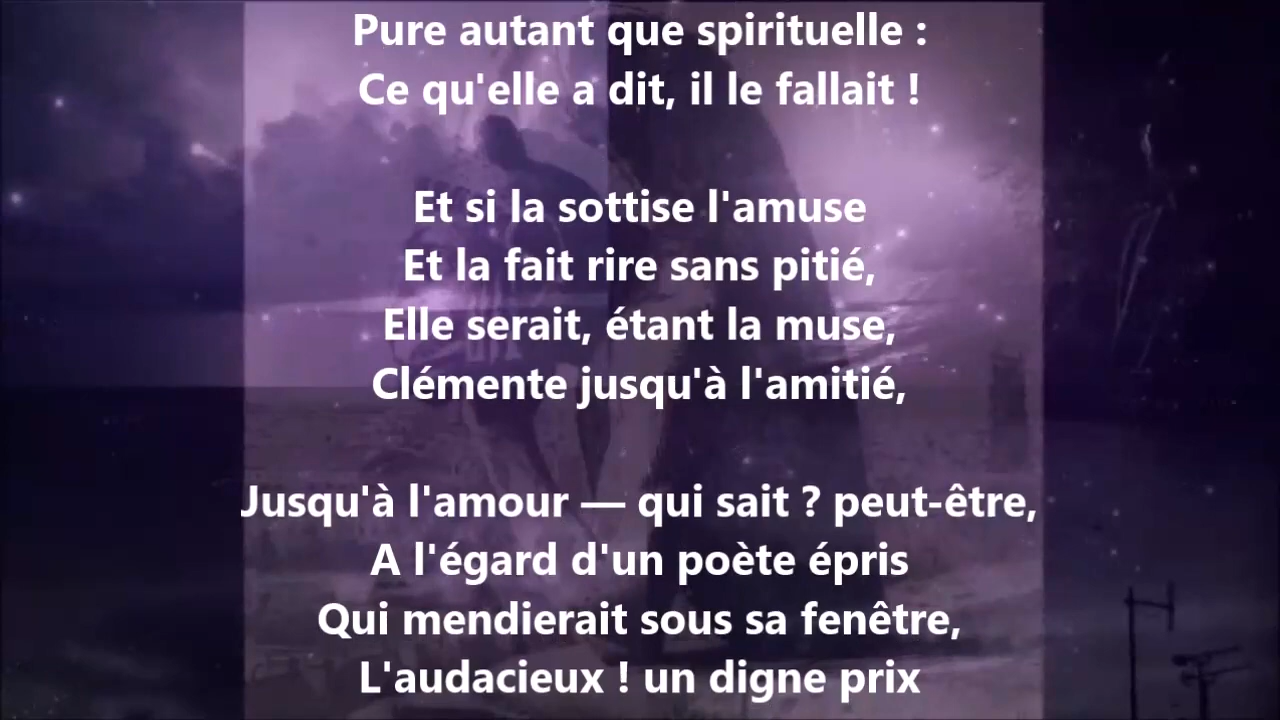 Pure autant que spirituelle :
Ce qu'elle a dit, il le fallait !
Et si la sottise l'amuse
Et la fait rire sans pitié,
Elle serait, étant la muse,
Clémente jusqu'à l'amitié,
Jusqu'à l'amour — qui sait ? peut-être,
A l'égard d'un poète épris
Qui mendierait sous sa fenêtre,
L'audacieux ! un digne prix